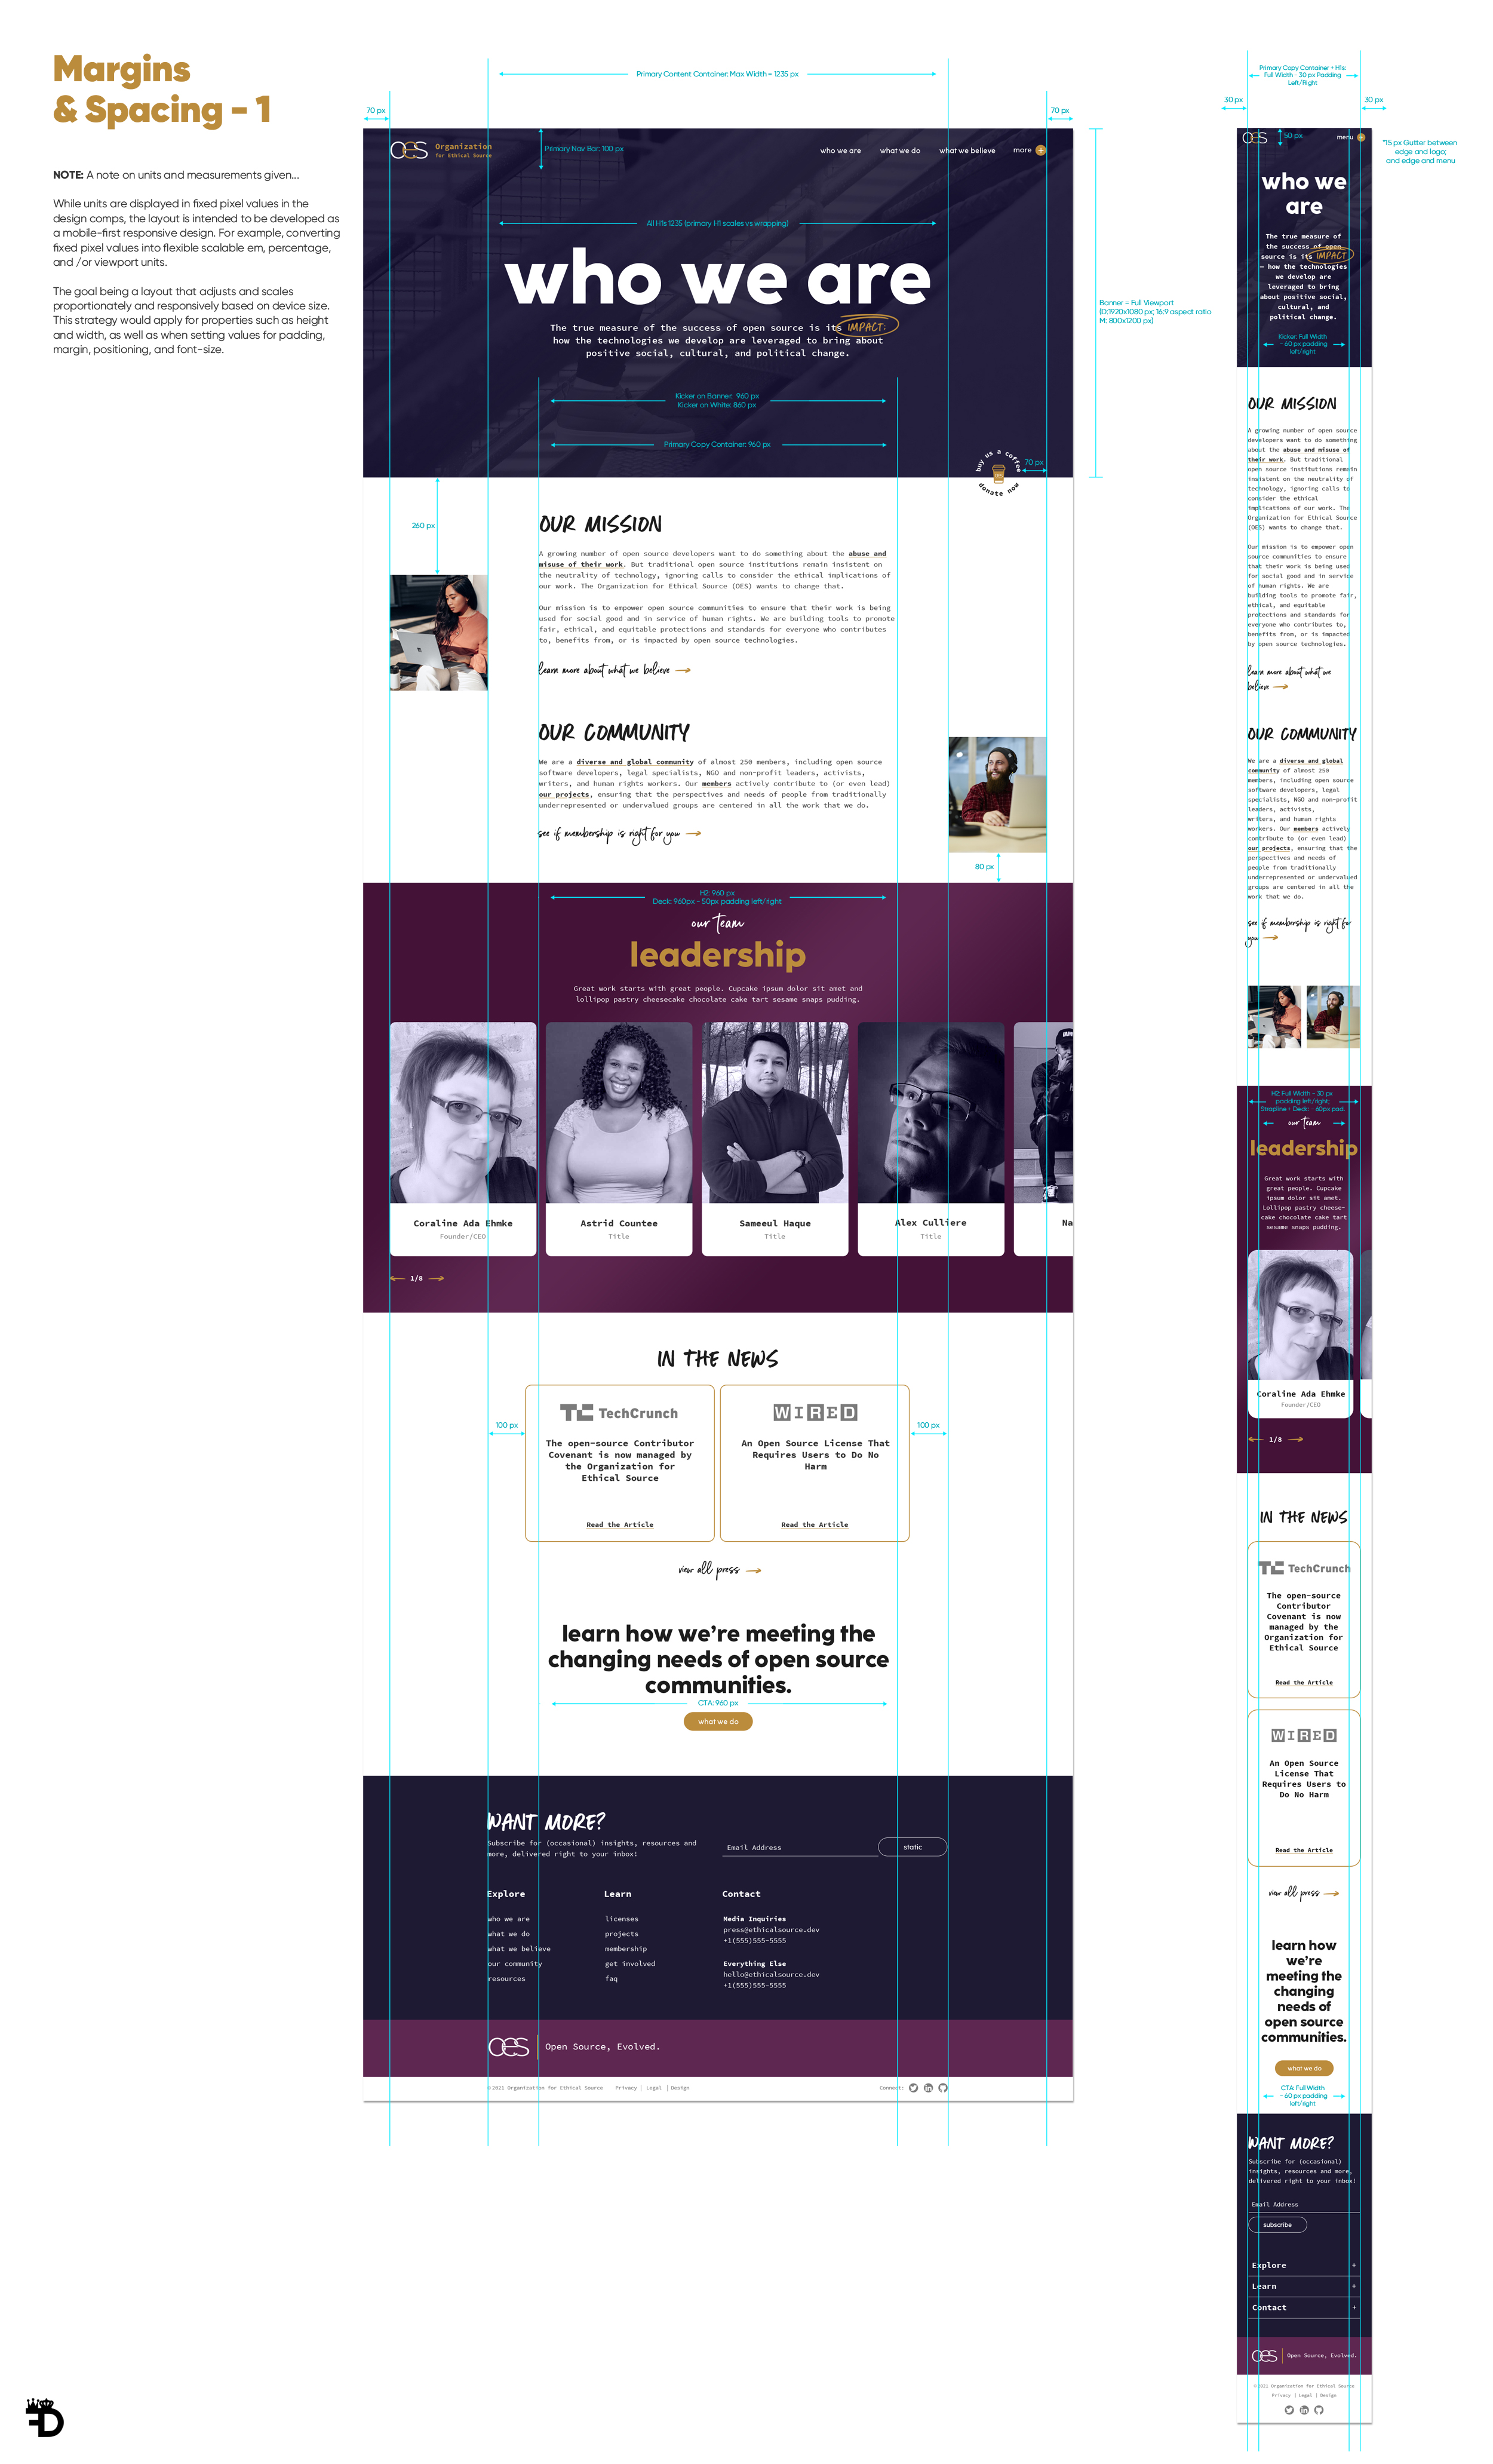 Margins
& Spacing - 1
NOTE: A note on units and measurements given...
While units are displayed in fixed pixel values in the
design comps, the layout is intended to be developed as
a mobile-first responsive design. For example, converting
fixed pixel values into flexible scalable em, percentage,
and /or viewport units.
The goal being a layout that adjusts and scales
proportionately and responsively based on device size.
This strategy would apply for properties such as height
and width, as well as when setting values for padding,
margin, positioning, and font-size.
Primary Content Container: Max Width = 1235 px
70 px
70 px
OES
Organization
for Ethical Source
Primary Nav Bar: 100 px
who we are
what we do
what we believe
more +
All H1s 1235 (primary H1 scales vs wrapping)
who we are
The true measure of the success of open source is its IMPACT:
how the technologies we develop are leveraged to bring about
positive social, cultural, and political change.
Kicker on Banner: 960 px
Kicker on White: 860 px
Primary Copy Container: 960 px
Banner = Full Viewport
(D:1920x1080 px; 16:9 aspect ratio
M: 800x1200 px)
buy us a coffee
donate now
70 px
260 px
OUR MISSION
A growing number of open source developers want to do something about the abuse and
misuse of their work. But traditional open source institutions remain insistent on
the neutrality of technology, ignoring calls to consider the ethical implications of
our work. The Organization for Ethical Source (OES) wants to change that.
Our mission is to empower open source communities to ensure that their work is being
used for social good and in service of human rights. We are building tools to promote
fair, ethical, and equitable protections and standards for everyone who contributes
to, benefits from, or is impacted by open source technologies.
learn more about what we believe
OUR COMMUNITY
We are a diverse and global community of almost 250 members, including open source
software developers, legal specialists, NGO and non-profit leaders, activists,
writers, and human rights workers. Our members actively contribute to (or even lead)
our projects, ensuring that the perspectives and needs of people from traditionally
underrepresented or undervalued groups are centered in all the work that we do.
see if membership is right for you
80 px
H2: 960 px
Deck: 960px - 50px padding left/right
our team
leadership
Great work starts with great people. Cupcake ipsum dolor sit amet and
lollipop pastry cheesecake chocolate cake tart sesame snaps pudding.
Coraline Ada Ehmke
Founder/CEO
Astrid Countee
Title
Sameeul Haque
Title
Alex Culliere
Title
Na
1/8
IN THE NEWS
100 px
100 px
TC TechCrunch
The open-source Contributor
Covenant is now managed by
the Organization for
Ethical Source
Read the Article
WIRED
An Open Source License That
Requires Users to Do No
Harm
Read the Article
view all press
learn how we're meeting the
changing needs of open source
communities.
CTA: 960 px
what we do
WANT MORE?
Subscribe for (occasional) insights, resources and
more, delivered right to your inbox!
Email Address
static
Explore
who we are
what we do
what we believe
our community
resources
Learn
licenses
projects
membership
get involved
faq
Contact
Media Inquiries
press@ethicalsource.dev
+1(555)555-5555
Everything Else
hello@ethicalsource.dev
+1(555)555-5555
OES
Open Source, Evolved.
©2021 Organization for Ethical Source
Privacy | Legal | Design
Connect:
Primary Copy Container + H1s:
Full Width - 30 px Padding
Left/Right
30 px
30 px
*15 px Gutter between
edge and logo;
and edge and menu
OES
50 px
menu +
who we
are
The true measure of
the success of open
source is its IMPACT
— how the technologies
we develop are
leveraged to bring
about positive social,
cultural, and
political change.
Kicker: Full Width
- 60 px padding
left/right
OUR MISSION
A growing number of open source
developers want to do something
about the abuse and misuse of
their work. But traditional
open source institutions remain
insistent on the neutrality of
technology, ignoring calls to
consider the ethical
implications of our work. The
Organization for Ethical Source
(OES) wants to change that.
Our mission is to empower open
source communities to ensure
that their work is being used
for social good and in service
of human rights. We are
building tools to promote fair,
ethical, and equitable
protections and standards for
everyone who contributes to,
benefits from, or is impacted
by open source technologies.
learn more about what we
believe
OUR COMMUNITY
We are a diverse and global
community of almost 250
members, including open source
software developers, legal
specialists, NGO and non-profit
leaders, activists,
writers, and human rights
workers. Our members actively
contribute to (or even lead)
our projects, ensuring that the
perspectives and needs of
people from traditionally
underrepresented or undervalued
groups are centered in all the
work that we do.
see if membership is right for
you
H2: Full Width - 30 px
padding left/right;
Strapline + Deck: - 60px pad.
our team
leadership
Great work starts with
great people. Cupcake
ipsum dolor sit amet.
Lollipop pastry cheese-
cake chocolate cake tart
sesame snaps pudding.
Coraline Ada Ehmke
Founder/CEO
1/8
IN THE NEWS
TC TechCrunch
The open-source
Contributor
Covenant is now
managed by the
Organization for
Ethical Source
Read the Article
WIRED
An Open Source
License That
Requires Users to
Do No Harm
Read the Article
view all press
learn how
we're
meeting the
changing
needs of
open source
communities.
what we do
CTA: Full Width
- 60 px padding
left/right
WANT MORE?
Subscribe for (occasional)
insights, resources and more,
delivered right to your inbox!
Email Address
subscribe
Explore +
Learn +
Contact +
OES
Open Source, Evolved.
©2021 Organization for Ethical Source
Privacy | Legal | Design